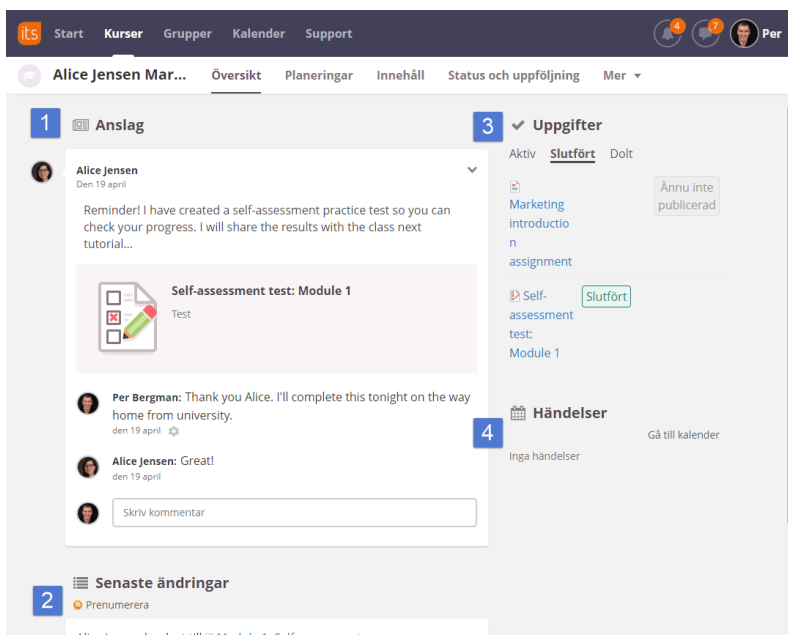 its Start Kurser Grupper Kalender Support 4 7 Per
Alice Jensen Mar... Översikt Planeringar Innehåll Status och uppföljning Mer
1 Anslag
Alice Jensen
Den 19 april
Reminder! I have created a self-assessment practice test so you can
check your progress. I will share the results with the class next
tutorial...
Self-assessment test: Module 1
Test
Per Bergman: Thank you Alice. I'll complete this tonight on the way
home from university.
den 19 april
Alice Jensen: Great!
den 19 april
Skriv kommentar
2 Senaste ändringar
Prenumerera
3 Uppgifter
Aktiv Slutfört Dolt
Marketing
introductio
n
assignment
Ännu inte
publicerad
Self-
assessment
test:
Module 1
Slutfört
4 Händelser
Gå till kalender
Inga händelser